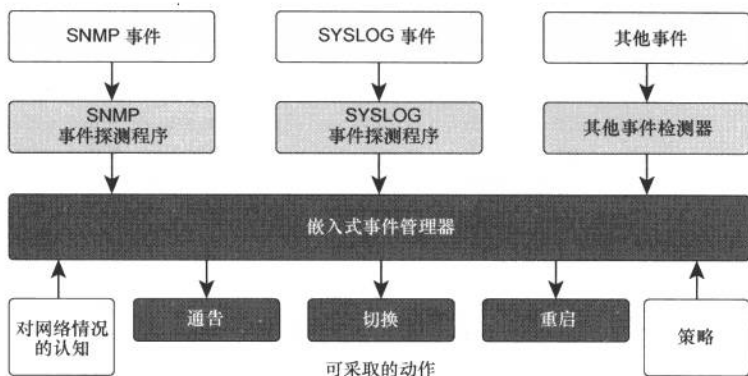 SNMP 事件
SYSLOG 事件
其他事件
SNMP
事件探测程序
SYSLOG
事件探测程序
其他事件检测器
嵌入式事件管理器
对网络情况
的认知
通告
切换
重启
策略
可采取的动作